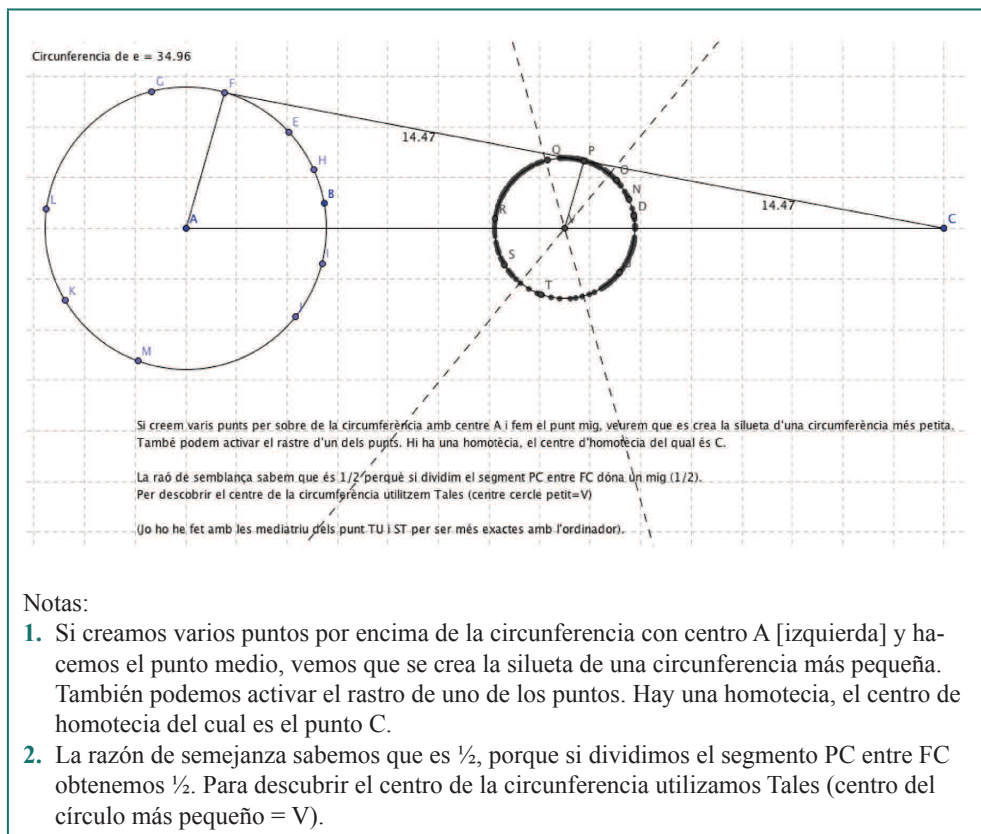 Circunferencia de e = 34.96
G
F
E
14.47
Q
P
H
O
L
B
N
14.47
A
R
D
V
C
S
I
U
K
T
J
M
Si creem varis punts per sobre de la circumferència amb centre A i fem el punt mig, veurem que es crea la silueta d'una circumferència més petita.
També podem activar el rastre d'un dels punts. Hi ha una homotècia, el centre d'homotècia del qual és C.
La raó de semblança sabem que és 1/2 perquè si dividim el segment PC entre FC dóna un mig (1/2).
Per descobrir el centre de la circumferència utilitzem Tales (centre cercle petit=V)
(Jo ho he fet amb les mediatriu dels punt TU i ST per ser més exactes amb l'ordinador).
Notas:
1. Si creamos varios puntos por encima de la circunferencia con centro A [izquierda] y ha-
cemos el punto medio, vemos que se crea la silueta de una circunferencia más pequeña.
También podemos activar el rastro de uno de los puntos. Hay una homotecia, el centro de
homotecia del cual es el punto C.
2. La razón de semejanza sabemos que es ½, porque si dividimos el segmento PC entre FC
obtenemos ½. Para descubrir el centro de la circunferencia utilizamos Tales (centro del
círculo más pequeño = V).